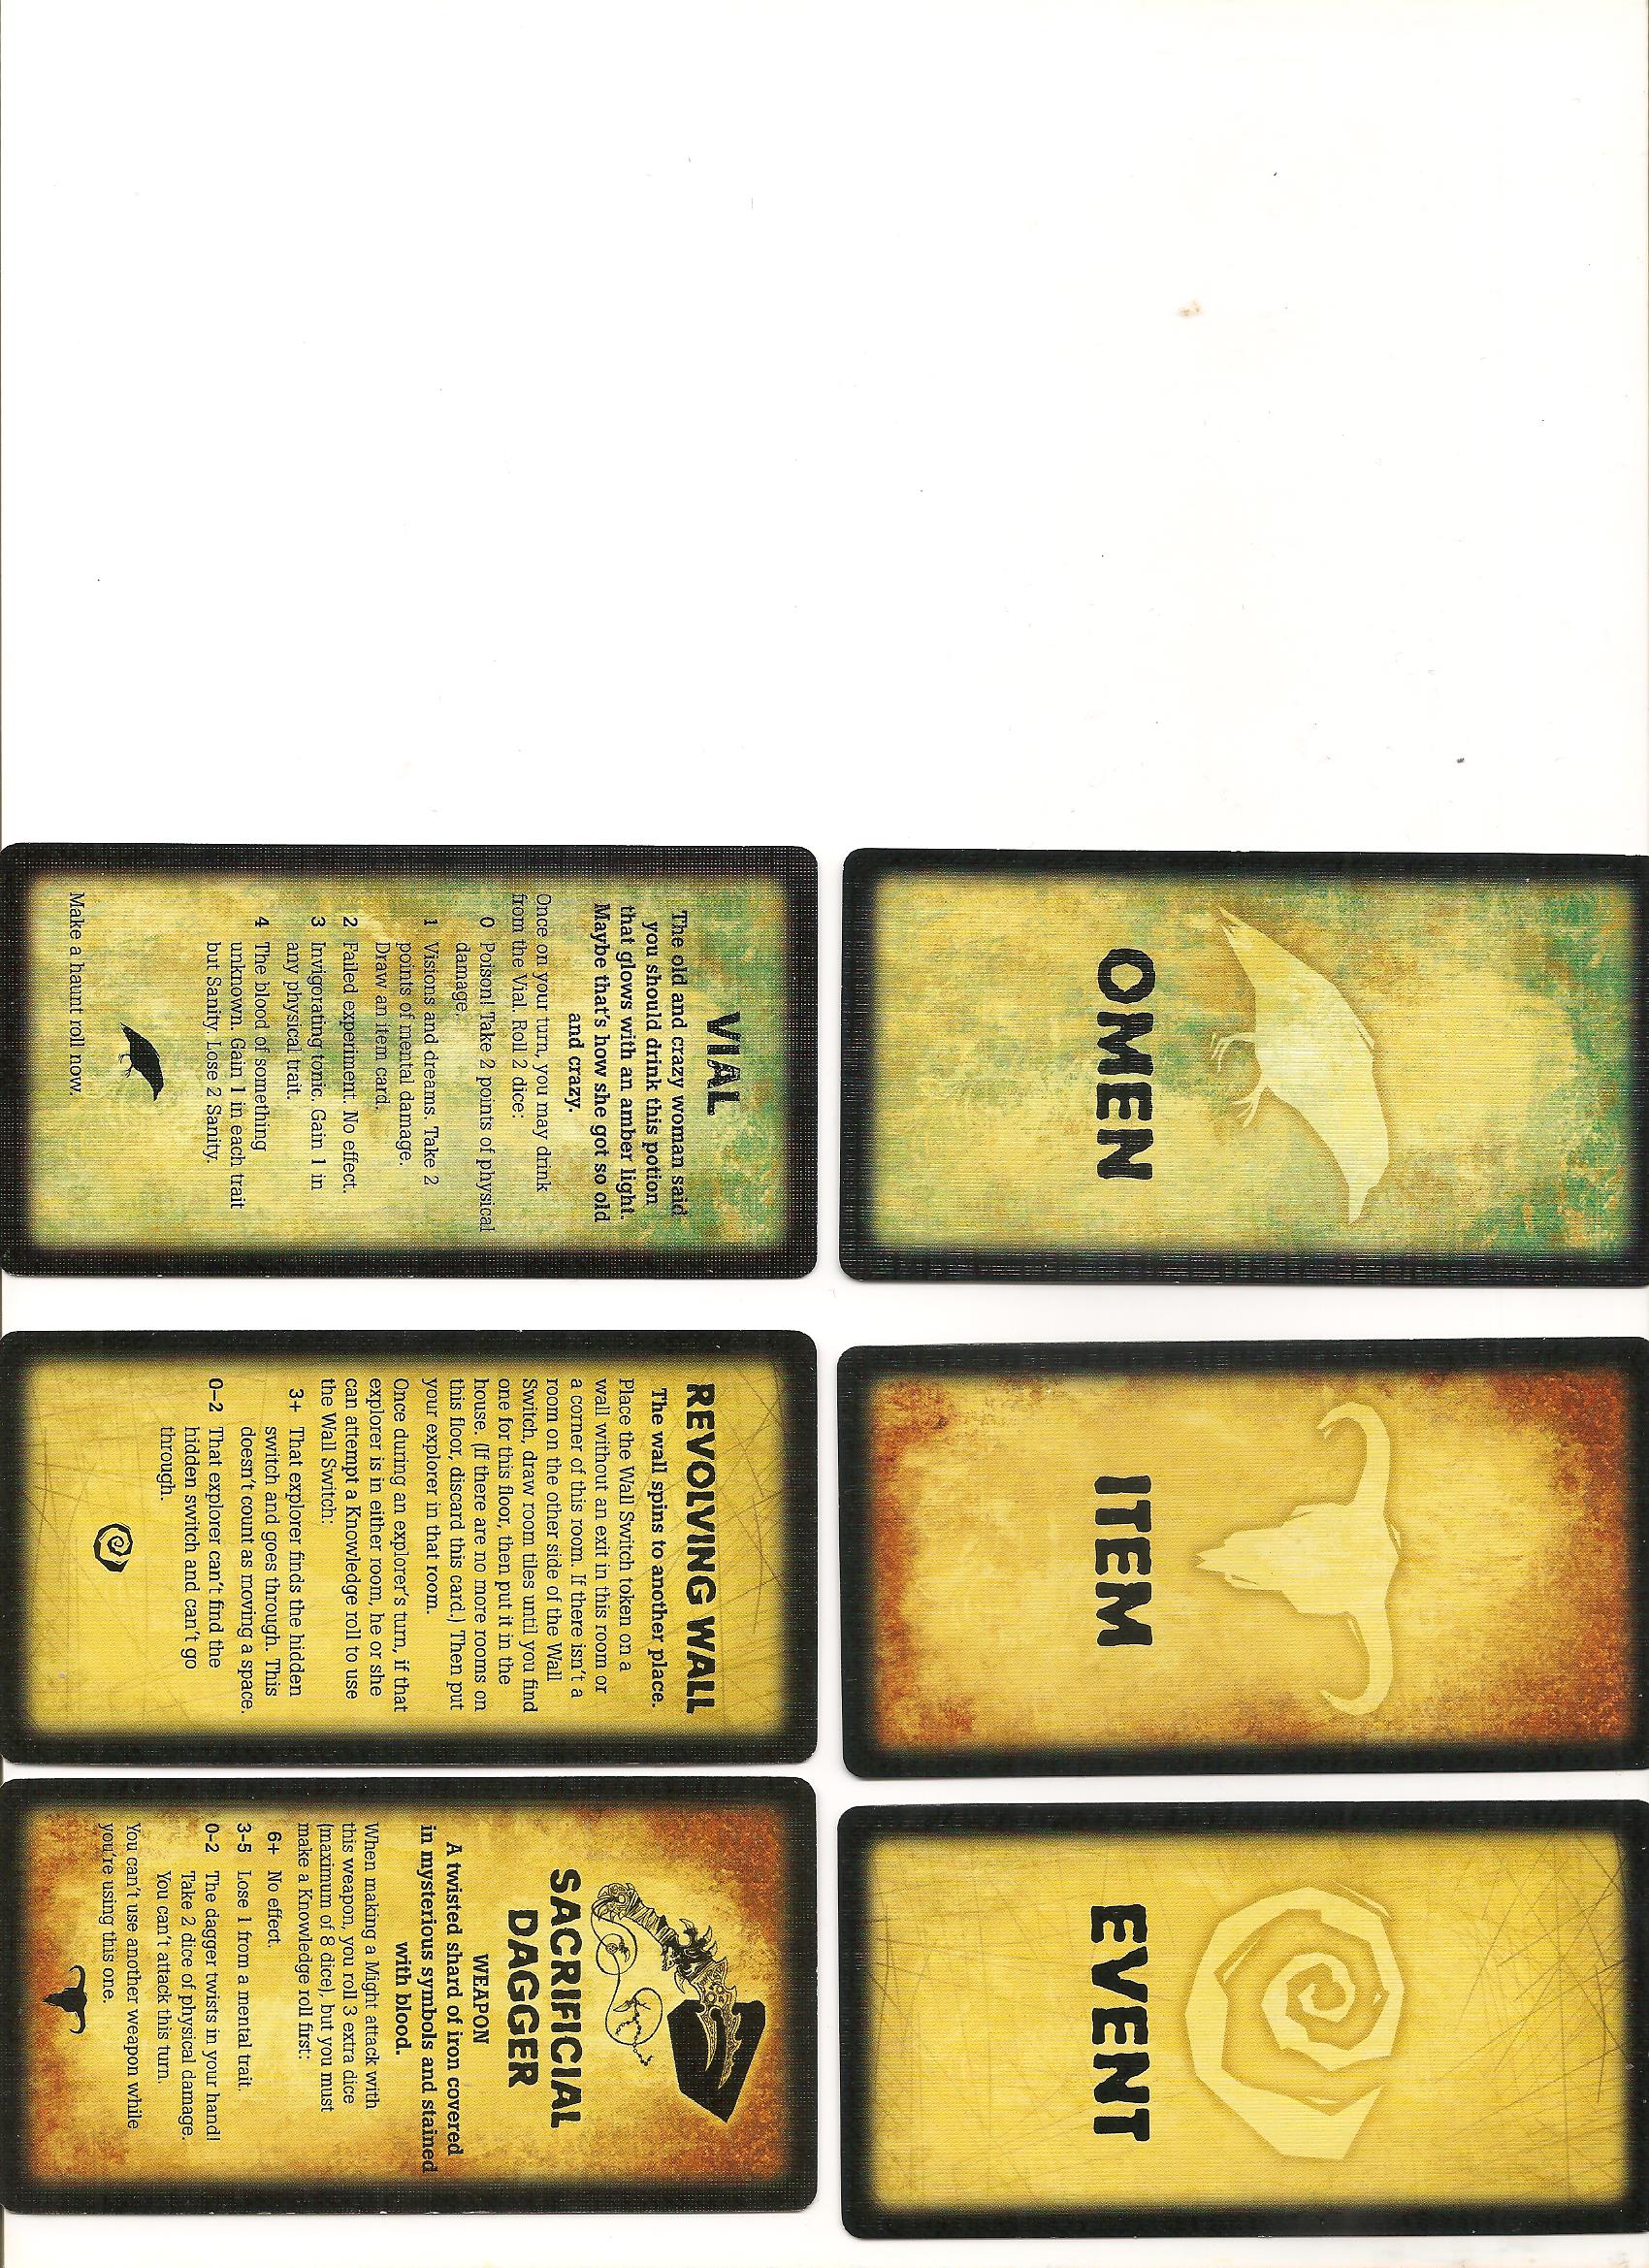 OMEN
ITEM
EVENT
VIAL
The old and crazy woman said
you should drink this potion
that glows with an amber light.
Maybe that's how she got so old
and crazy.
Once on your turn, you may drink
from the Vial. Roll 2 dice:
0 Poison! Take 2 points of physical
damage.
1 Visions and dreams. Take 2
points of mental damage.
Draw an item card.
2 Failed experiment. No effect.
3 Invigorating tonic. Gain 1 in
any physical trait.
4 The blood of something
unknown. Gain 1 in each trait
but Sanity. Lose 2 Sanity.
Make a haunt roll now.
REVOLVING WALL
The wall spins to another place.
Place the Wall Switch token on a
wall without an exit in this room or
a corner of this room. If there isn't a
room on the other side of the Wall
Switch, draw room tiles until you find
one for this floor, then put it in the
house. (If there are no more rooms on
this floor, discard this card.) Then put
your explorer in that room.
Once during an explorer's turn, if that
explorer is in either room, he or she
can attempt a Knowledge roll to use
the Wall Switch:
3+ That explorer finds the hidden
switch and goes through. This
doesn't count as moving a space.
0-2 That explorer can't find the
hidden switch and can't go
through.
SACRIFICIAL
DAGGER
WEAPON
A twisted shard of iron covered
in mysterious symbols and stained
with blood.
When making a Might attack with
this weapon, you roll 3 extra dice
(maximum of 8 dice), but you must
make a Knowledge roll first:
6+ No effect.
3-5 Lose 1 from a mental trait.
0-2 The dagger twists in your hand!
Take 2 dice of physical damage.
You can't attack this turn.
You can't use another weapon while
you're using this one.